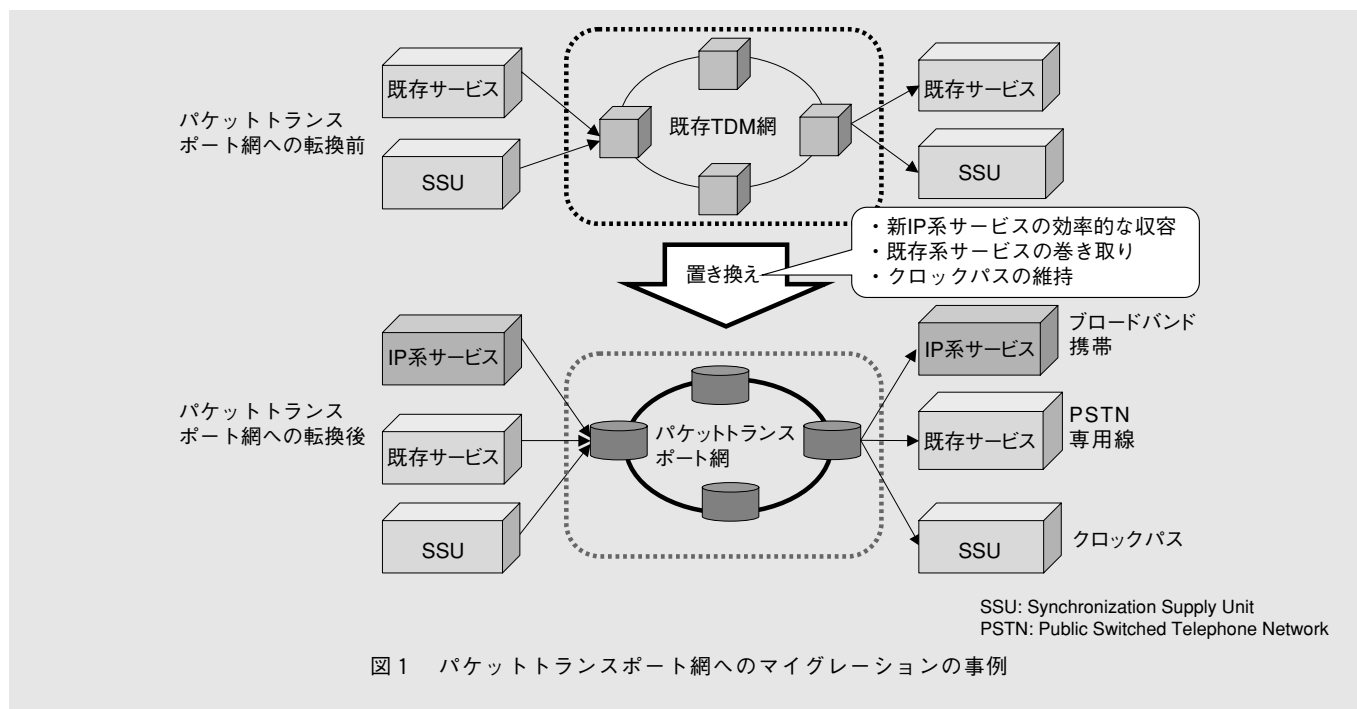 既存サービス
SSU
パケットトランス
ポート網への転換前
既存TDM網
既存サービス
SSU
・新IP系サービスの効率的な収容
・既存系サービスの巻き取り
・クロックパスの維持
置き換え
IP系サービス
既存サービス
SSU
パケットトランス
ポート網への転換後
パケットトランス
ポート網
IP系サービス
ブロードバンド
携帯
既存サービス
PSTN
専用線
SSU
クロックパス
SSU: Synchronization Supply Unit
PSTN: Public Switched Telephone Network
図1 パケットトランスポート網へのマイグレーションの事例